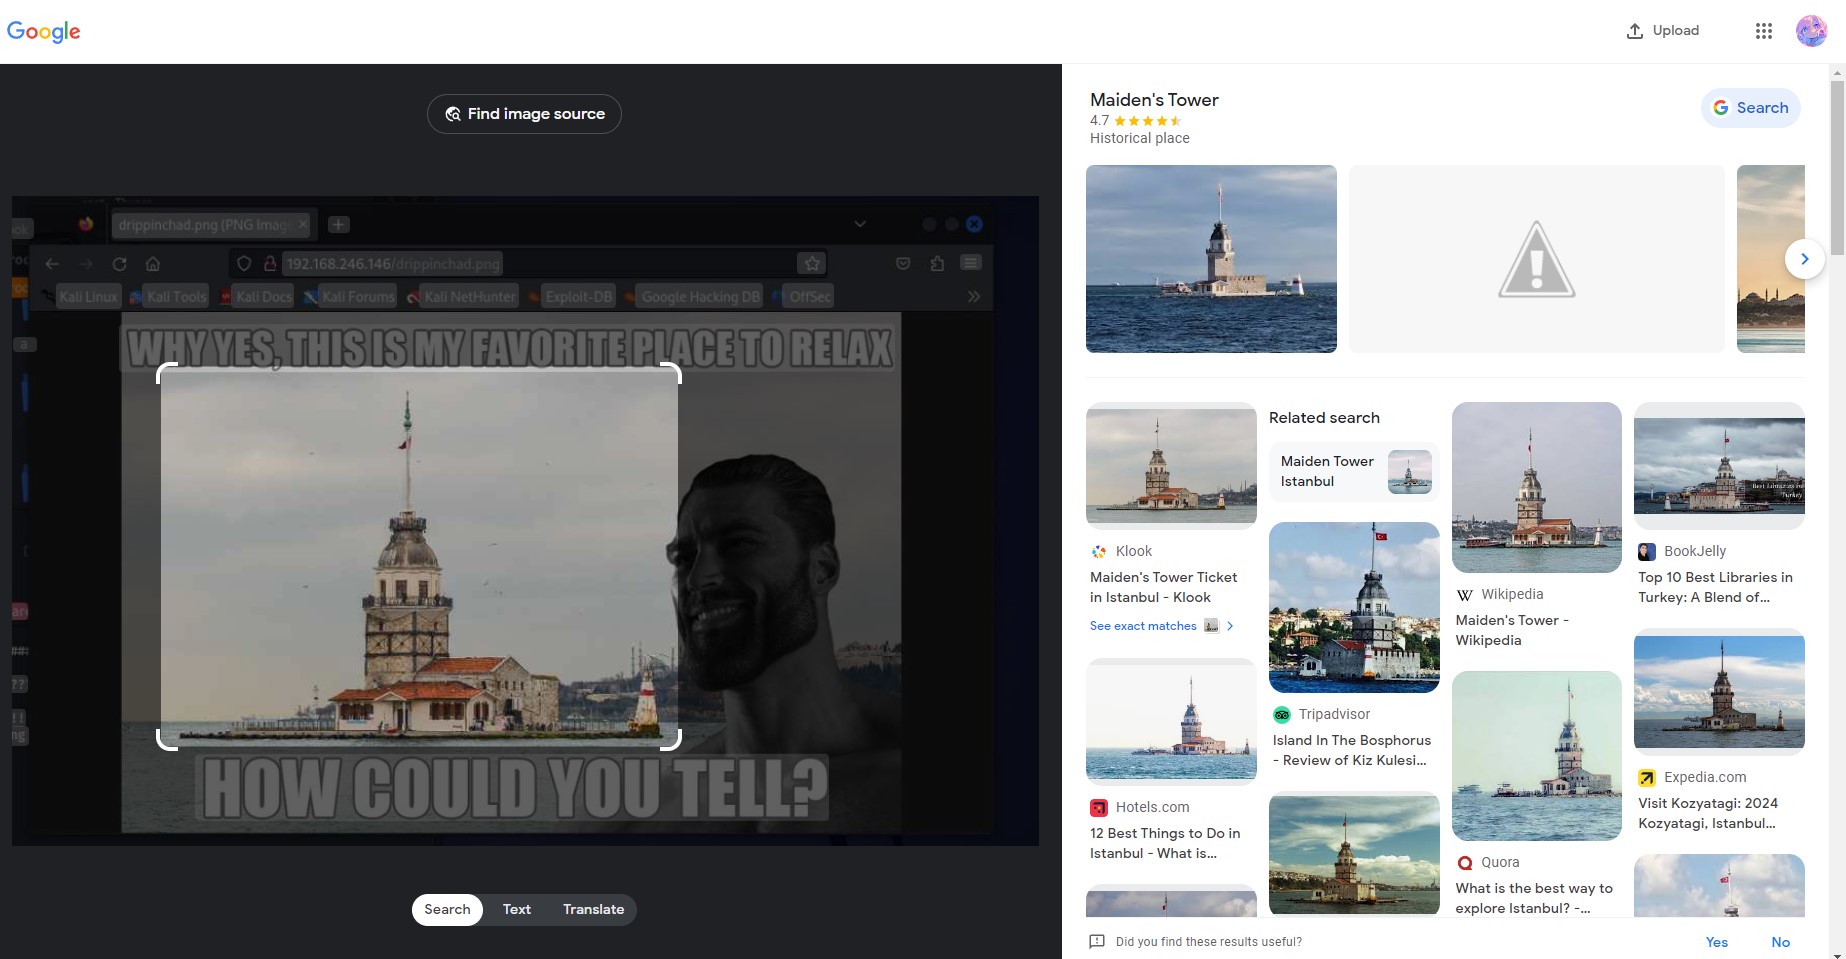 Google
Upload
Find image source
drippinchad.png (PNG Imag
192.168.246.146/drippinchad.png
Kali Linux
Kali Tools
Kali Docs
Kali Forums
Kali NetHunter
Exploit-DB
Google Hacking DB
OffSec
WHY YES, THIS IS MY FAVORITE PLACE TO RELAX
HOW COULD YOU TELL?
Search
Text
Translate
Maiden's Tower
4.7
Historical place
Search
Klook
Maiden's Tower Ticket
in Istanbul - Klook
See exact matches
Hotels.com
12 Best Things to Do in
Istanbul - What is...
Related search
Maiden Tower
Istanbul
Tripadvisor
Island In The Bosphorus
- Review of Kiz Kulesi...
Wikipedia
Maiden's Tower -
Wikipedia
Quora
What is the best way to
explore Istanbul? -...
Best Libraries in
Turkey
BookJelly
Top 10 Best Libraries in
Turkey: A Blend of...
Expedia.com
Visit Kozyatagi: 2024
Kozyatagi, Istanbul...
Did you find these results useful?
Yes
No